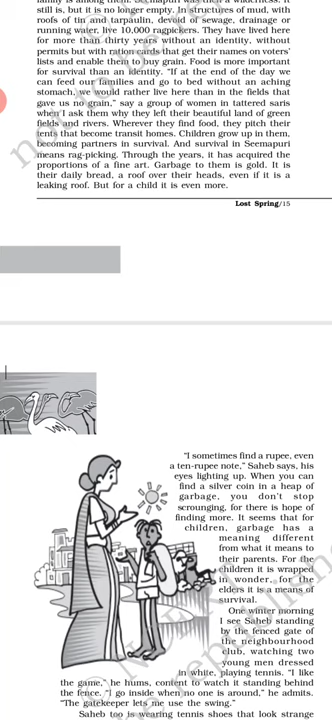 family is among them. Seemapuri was then a wilderness. It
still is, but it is no longer empty. In structures of mud, with
roofs of tin and tarpaulin, devoid of sewage, drainage or
running water, live 10,000 ragpickers. They have lived here
for more than thirty years without an identity, without
permits but with ration cards that get their names on voters'
lists and enable them to buy grain. Food is more important
for survival than an identity. “If at the end of the day we
can feed our families and go to bed without an aching
stomach, we would rather live here than in the fields that
gave us no grain,” say a group of women in tattered saris
when I ask them why they left their beautiful land of green
fields and rivers. Wherever they find food, they pitch their
tents that become transit homes. Children grow up in them,
becoming partners in survival. And survival in Seemapuri
means rag-picking. Through the years, it has acquired the
proportions of a fine art. Garbage to them is gold. It is
their daily bread, a roof over their heads, even if it is a
leaking roof. But for a child it is even more.
Lost Spring/15
“I sometimes find a rupee, even
a ten-rupee note,” Saheb says, his
eyes lighting up. When you can
find a silver coin in a heap of
garbage, you don't stop
scrounging, for there is hope of
finding more. It seems that for
children, garbage has a
meaning different
from what it means to
their parents. For the
children it is wrapped
in wonder, for the
elders it is a means of
survival.
One winter morning
I see Saheb standing
by the fenced gate of
the neighbourhood
club, watching two
young men dressed
in white, playing tennis. “I like
the game,” he hums, content to watch it standing behind
the fence. “I go inside when no one is around,” he admits.
“The gatekeeper lets me use the swing.”
Saheb too is wearing tennis shoes that look strange